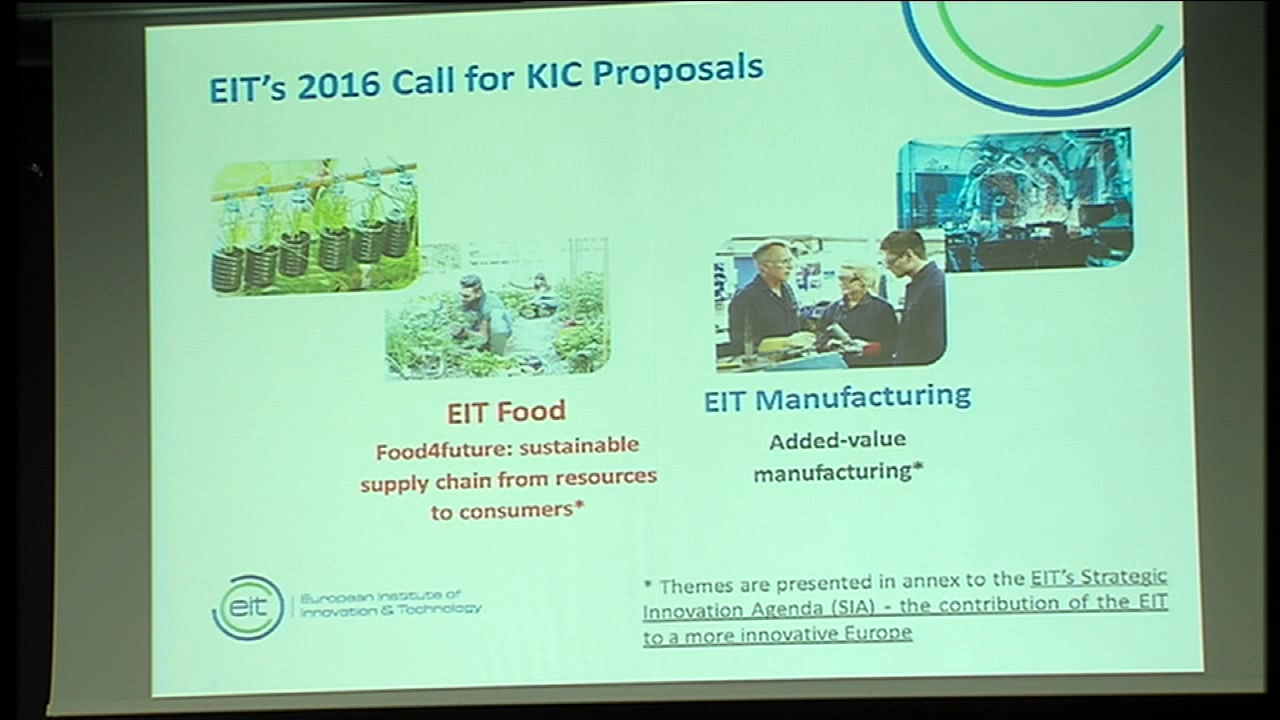 EIT's 2016 Call for KIC Proposals
EIT Food
Food4future: sustainable
supply chain from resources
to consumers*
EIT Manufacturing
Added-value
manufacturing*
* Themes are presented in annex to the EIT's Strategic
Innovation Agenda (SIA) - the contribution of the EIT
to a more innovative Europe
eit
European Institute of
Innovation & Technology